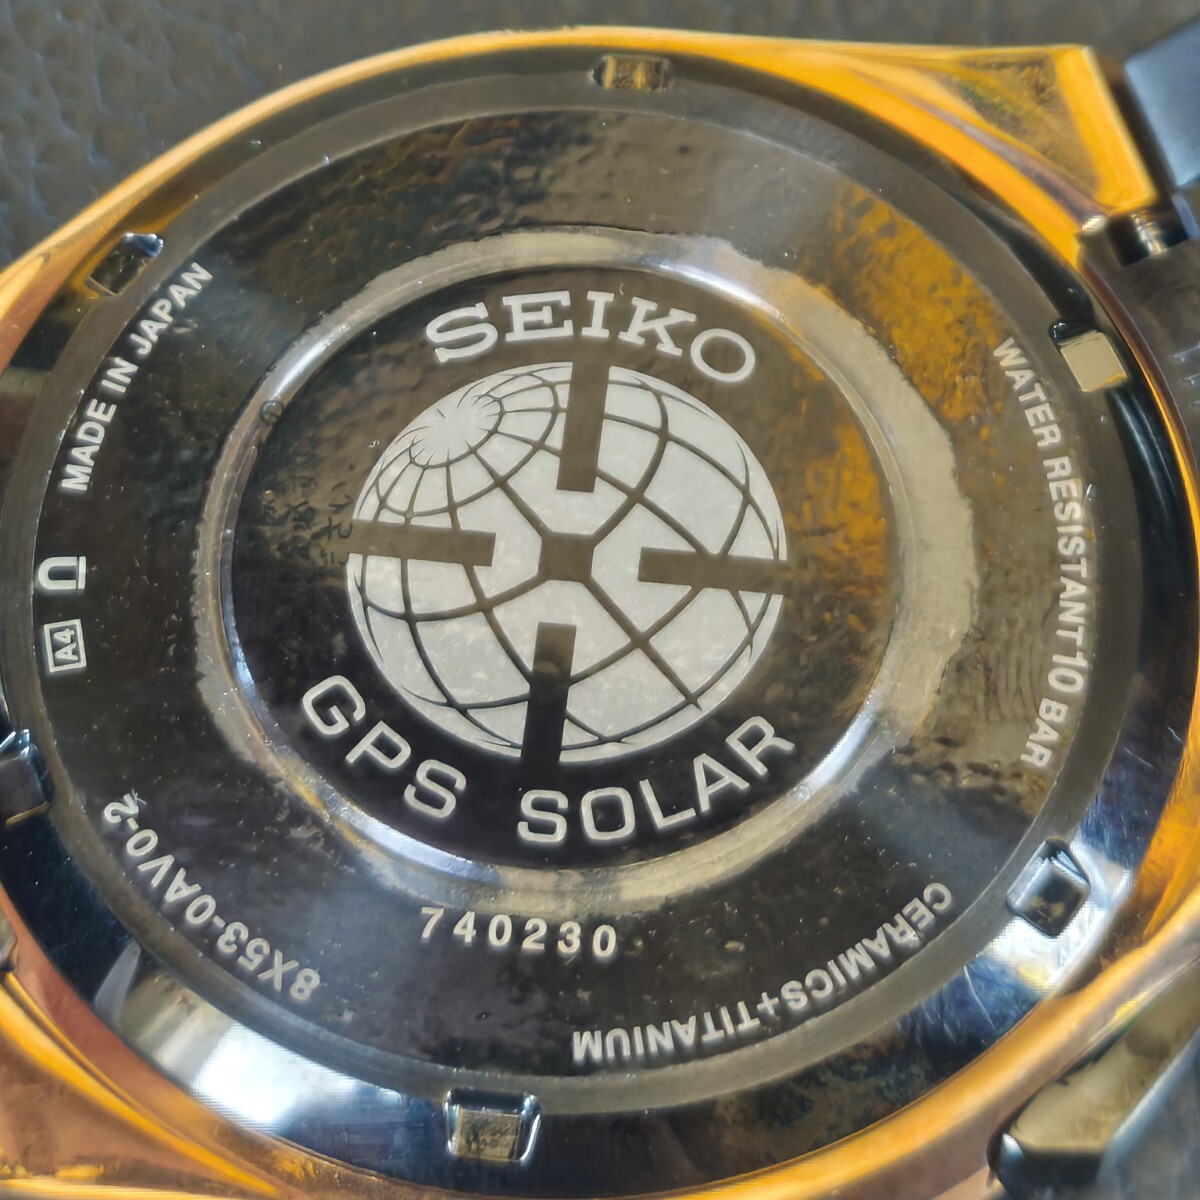 SEIKO
GPS SOLAR
MADE IN JAPAN
A4
WATER RESISTANT 10 BAR
740230
8X53-0AV0-2
CERAMICS+TITANIUM